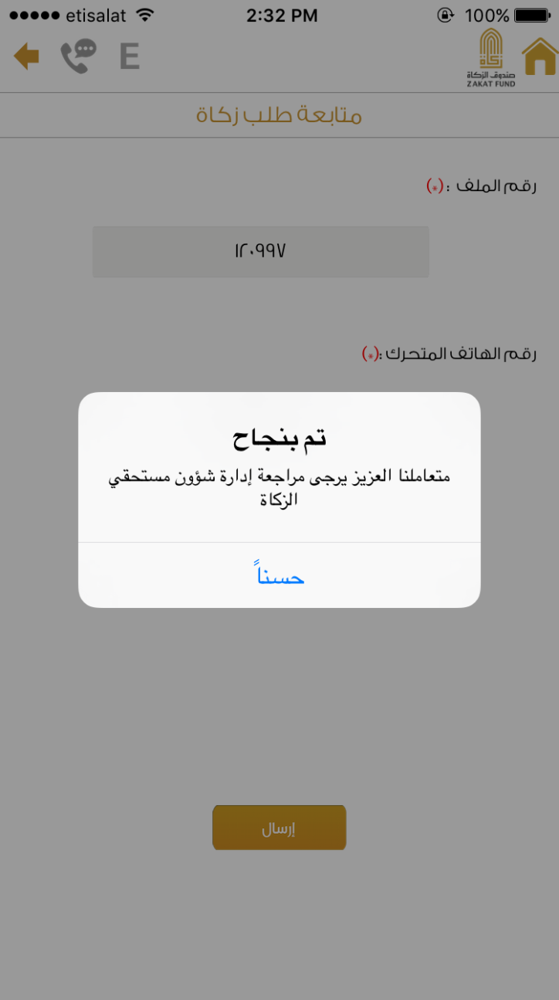 etisalat 2:32 PM 100%
E
صندوق الزكاة
ZAKAT FUND
متابعة طلب زكاة
رقم الملف : (*)
١٢٠٩٩٧
رقم الهاتف المتحرك :(*)
تم بنجاح
متعاملنا العزيز يرجى مراجعة إدارة شؤون مستحقي
الزكاة
حسناً
إرسال